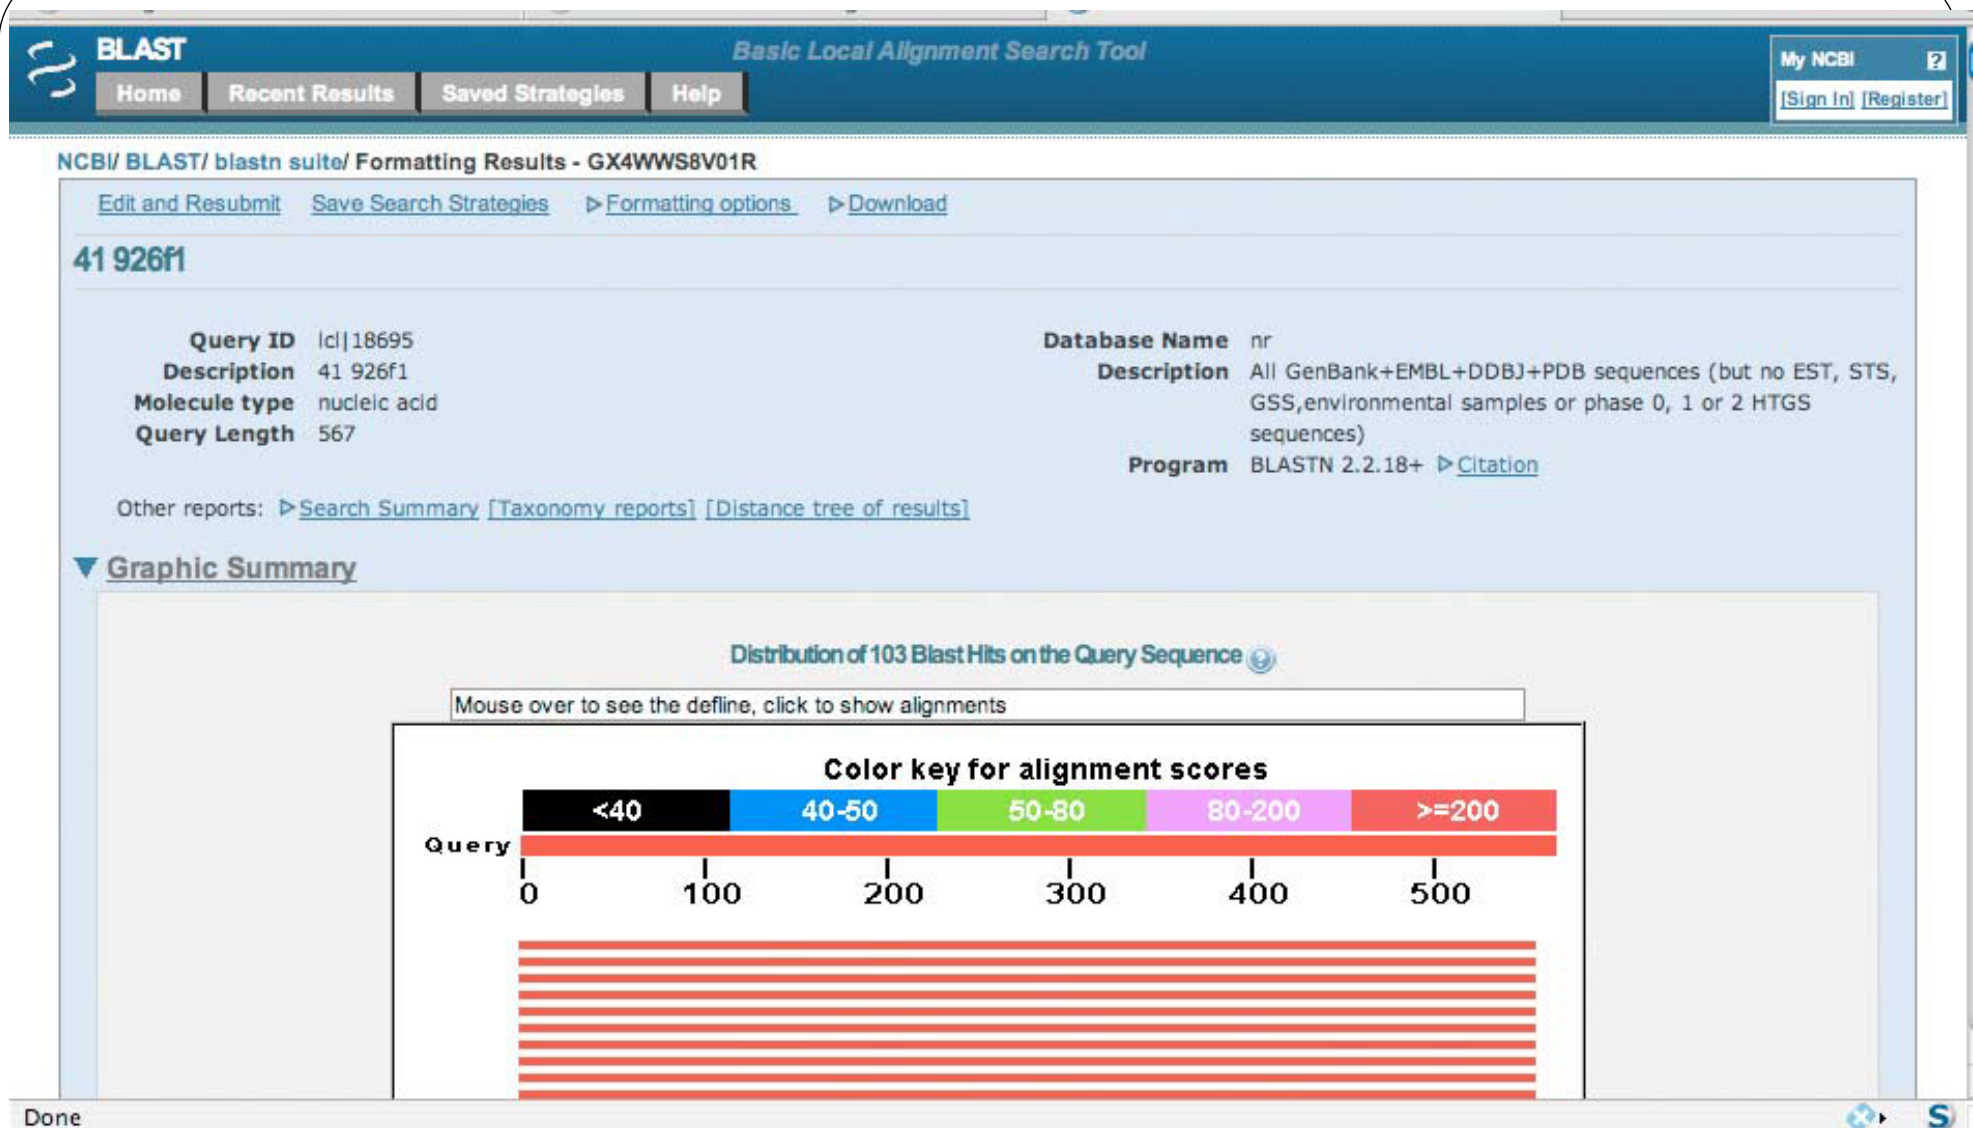 BLAST
Basic Local Alignment Search Tool
My NCBI ?
Home Recent Results Saved Strategies Help
[Sign In] [Register]
NCBI/ BLAST/ blastn suite/ Formatting Results - GX4WWS8V01R
Edit and Resubmit Save Search Strategies Formatting options Download
41 926f1
Query ID lcl|18695
Description 41 926f1
Molecule type nucleic acid
Query Length 567
Database Name nr
Description All GenBank+EMBL+DDBJ+PDB sequences (but no EST, STS,
GSS,environmental samples or phase 0, 1 or 2 HTGS
sequences)
Program BLASTN 2.2.18+ Citation
Other reports: Search Summary [Taxonomy reports] [Distance tree of results]
Graphic Summary
Distribution of 103 Blast Hits on the Query Sequence ?
Mouse over to see the defline, click to show alignments
Color key for alignment scores
<40 40-50 50-80 80-200 >=200
Query
0 100 200 300 400 500
Done
S